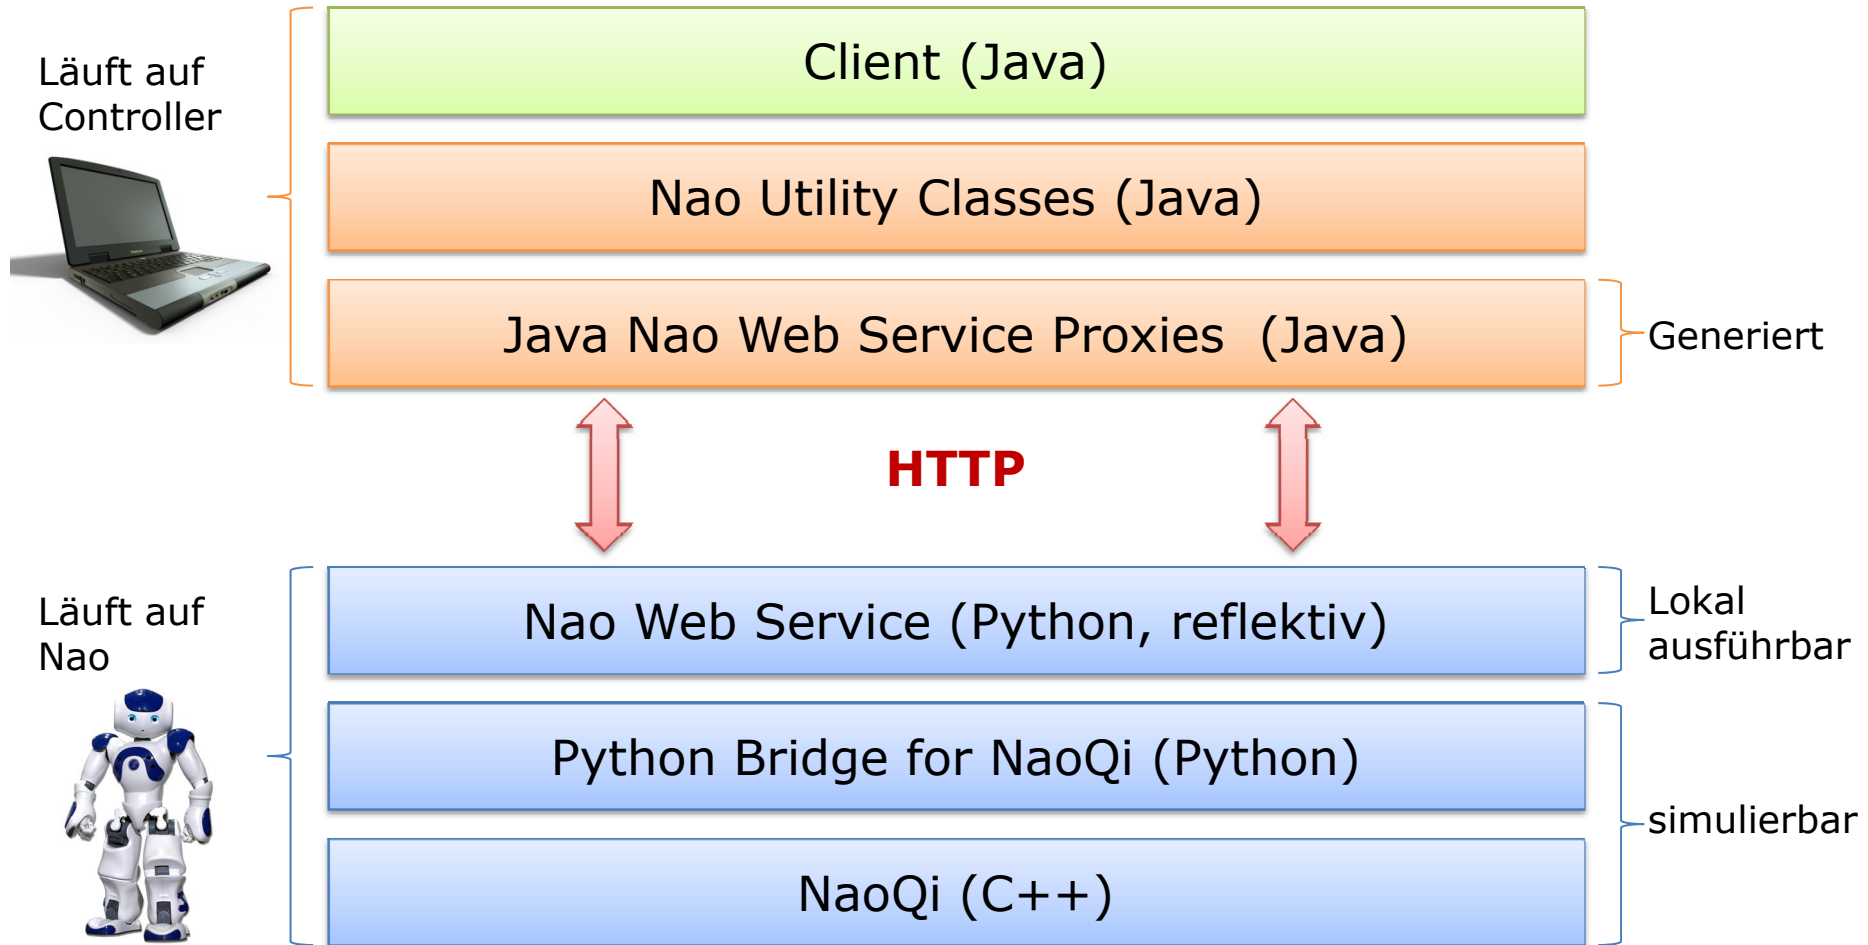 Client (Java)
Läuft auf
Controller
Nao Utility Classes (Java)
Java Nao Web Service Proxies (Java)
Generiert
HTTP
Läuft auf
Nao
Nao Web Service (Python, reflektiv)
Lokal
ausführbar
Python Bridge for NaoQi (Python)
simulierbar
NaoQi (C++)